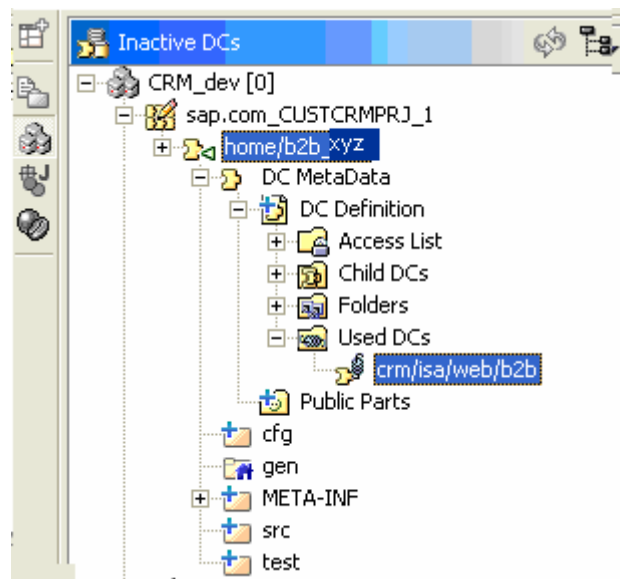 Inactive DCs
CRM_dev [0]
sap.com_CUSTCRMPRJ_1
home/b2b_xyz
DC MetaData
DC Definition
Access List
Child DCs
Folders
Used DCs
crm/isa/web/b2b
Public Parts
cfg
gen
META-INF
src
test